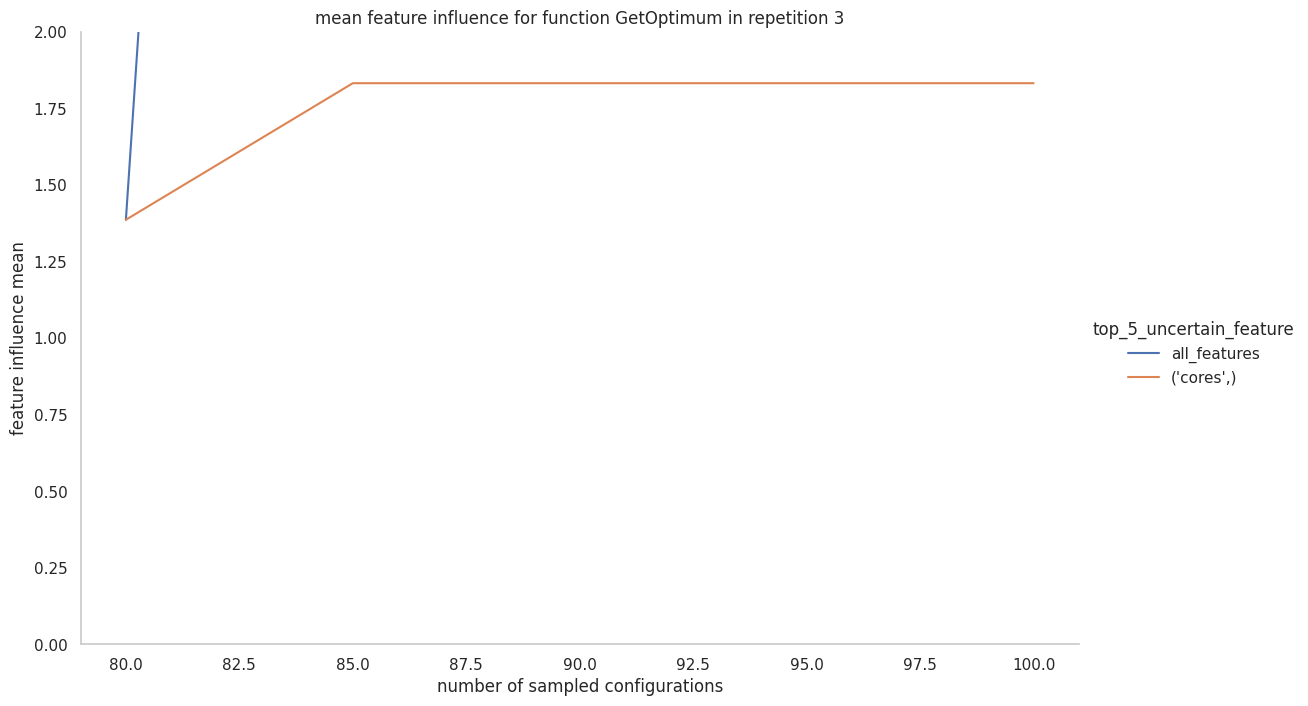 mean feature influence for function GetOptimum in repetition 3
2.00
1.75
1.50
1.25
1.00
0.75
0.50
0.25
0.00
feature influence mean
80.0 82.5 85.0 87.5 90.0 92.5 95.0 97.5 100.0
number of sampled configurations
top_5_uncertain_feature
all_features
('cores',)